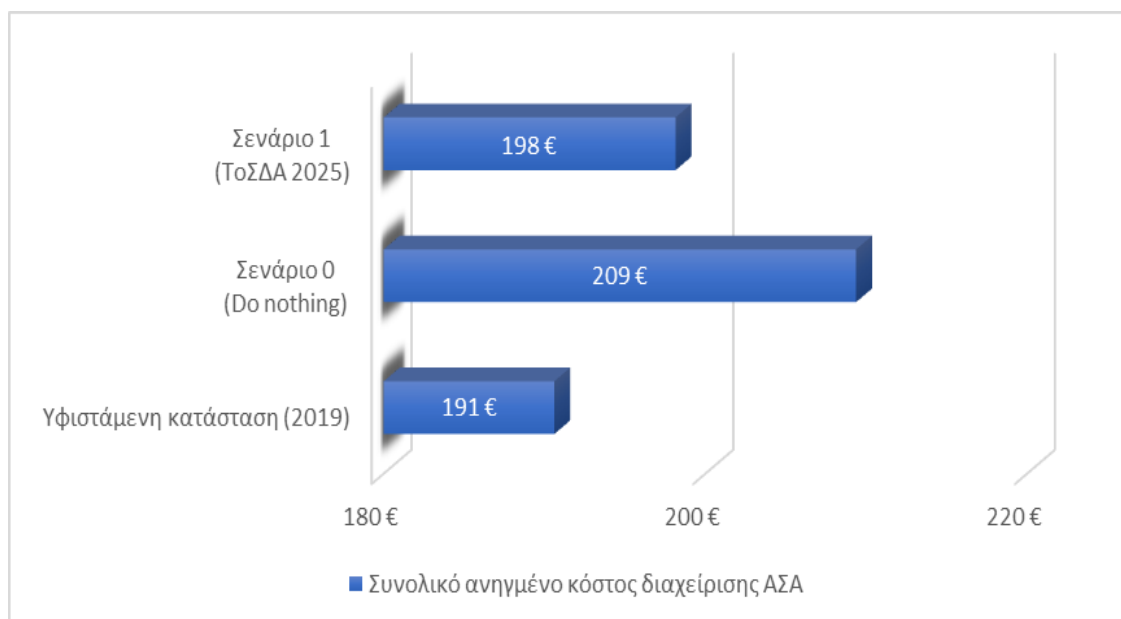 Σενάριο 1
(ΤοΣΔΑ 2025)
198 €
Σενάριο 0
(Do nothing)
209 €
Υφιστάμενη κατάσταση (2019)
191 €
180 €
200 €
220 €
Συνολικό ανηγμένο κόστος διαχείρισης ΑΣΑ